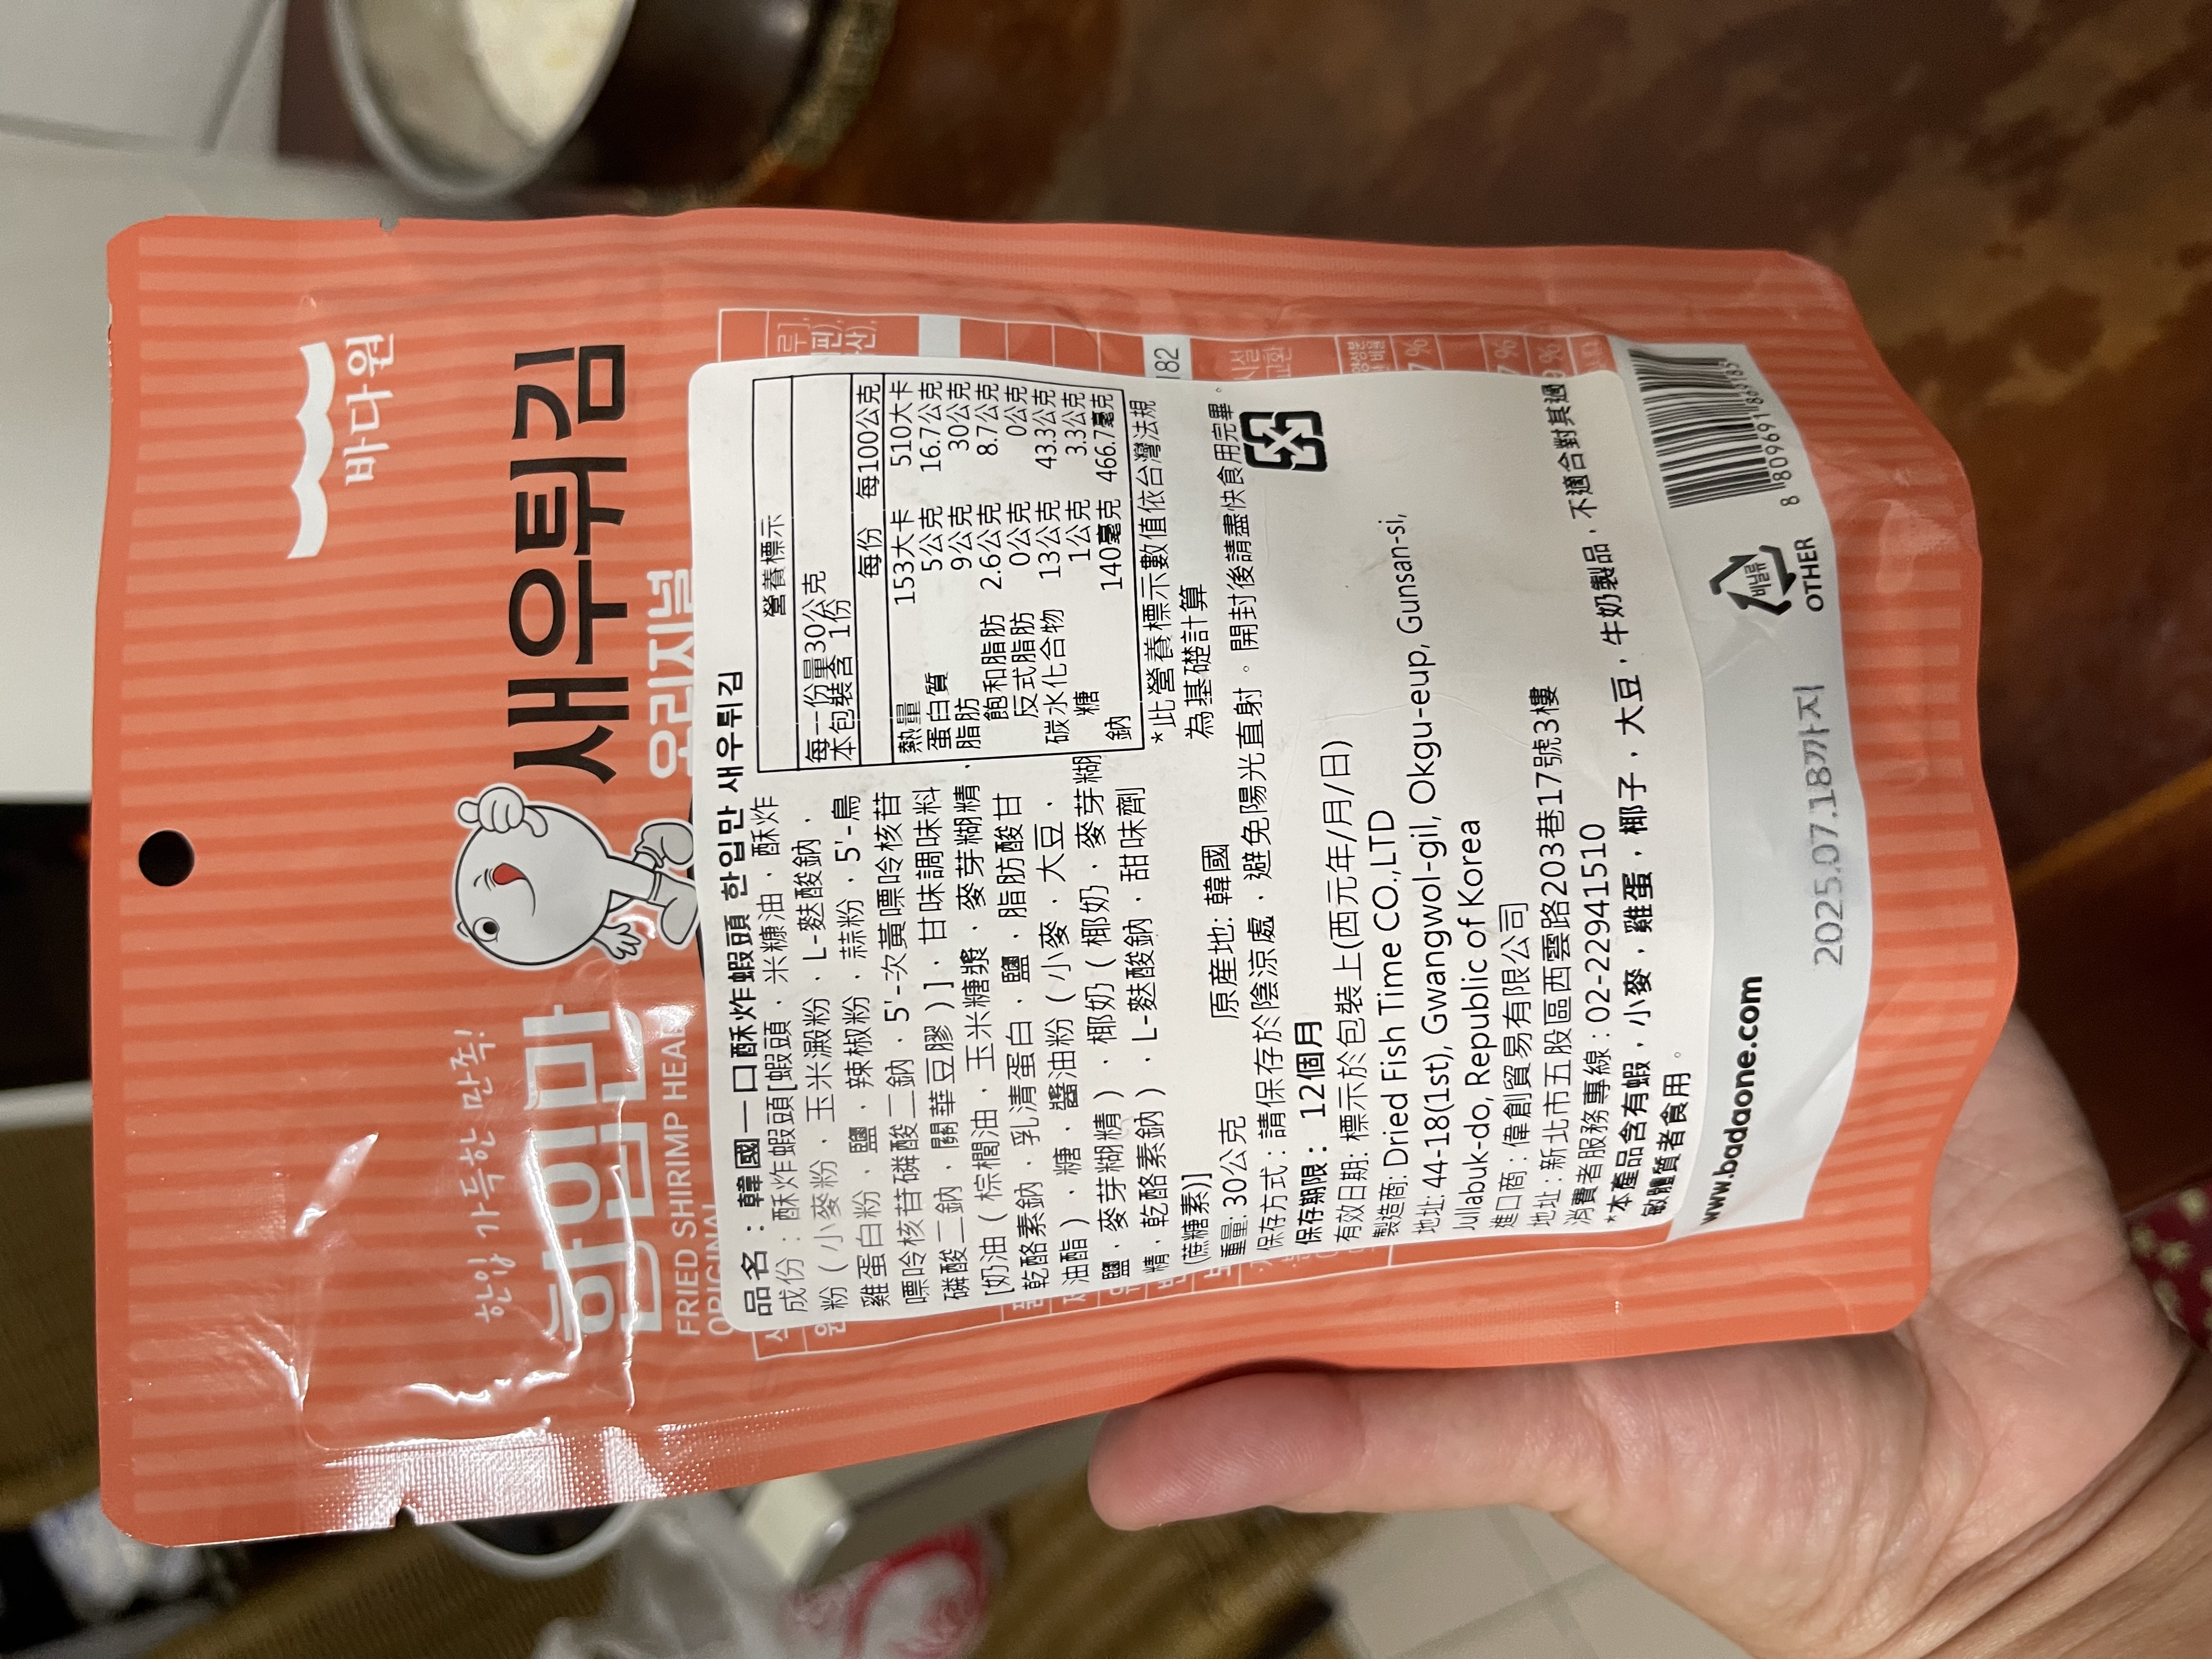 바다원
한입 가득한 만족!
한입만 새우튀김
FRIED SHRIMP HEAD
오리지널
ORIGINAL
품名：韓國一口酥炸蝦頭 한입만 새우튀김
成份：酥炸蝦頭[蝦頭．米糠油．酥炸
粉(小麥粉．玉米澱粉．L-麩酸鈉．
雞蛋白粉．鹽．辣椒粉．蒜粉．5'-鳥
嘌呤核苷磷酸二鈉．5'-次黃嘌呤核苷
磷酸二鈉．關華豆膠)]．甘味調味料
[奶油(棕櫚油．玉米糖漿．麥芽糊精．
乾酪素鈉．乳清蛋白．鹽．脂肪酸甘
油酯)．糖．醬油粉(小麥．大豆．
鹽．麥芽糊精)．椰奶(椰奶．麥芽糊
精．乾酪素鈉)．L-麩酸鈉．甜味劑
(蔗糖素)]
營養標示
每一份量30公克
本包裝含 1份
每份 每100公克
熱量 153大卡 510大卡
蛋白質 5公克 16.7公克
脂肪 9公克 30公克
飽和脂肪 2.6公克 8.7公克
反式脂肪 0公克 0公克
碳水化合物 13公克 43.3公克
糖 1公克 3.3公克
鈉 140毫克 466.7毫克
*此營養標示數值依台灣法規
為基礎計算
重量: 30公克 原產地: 韓國
保存方式：請保存於陰涼處．避免陽光直射。開封後請盡快食用完畢。
保存期限： 12個月
有效日期: 標示於包裝上(西元年/月/日)
製造商: Dried Fish Time CO.,LTD
地址: 44-18(1st), Gwangwol-gil, Okgu-eup, Gunsan-si,
Jullabuk-do, Republic of Korea
進口商：偉創貿易有限公司
地址：新北市五股區西雲路203巷17號3樓
消費者服務專線：02-22941510
*本產品含有蝦，小麥，雞蛋，椰子，大豆，牛奶製品，不適合對其過
敏體質者食用。
182
www.badaone.com
비닐류
OTHER
8 809691 869185
2025.07.18까지